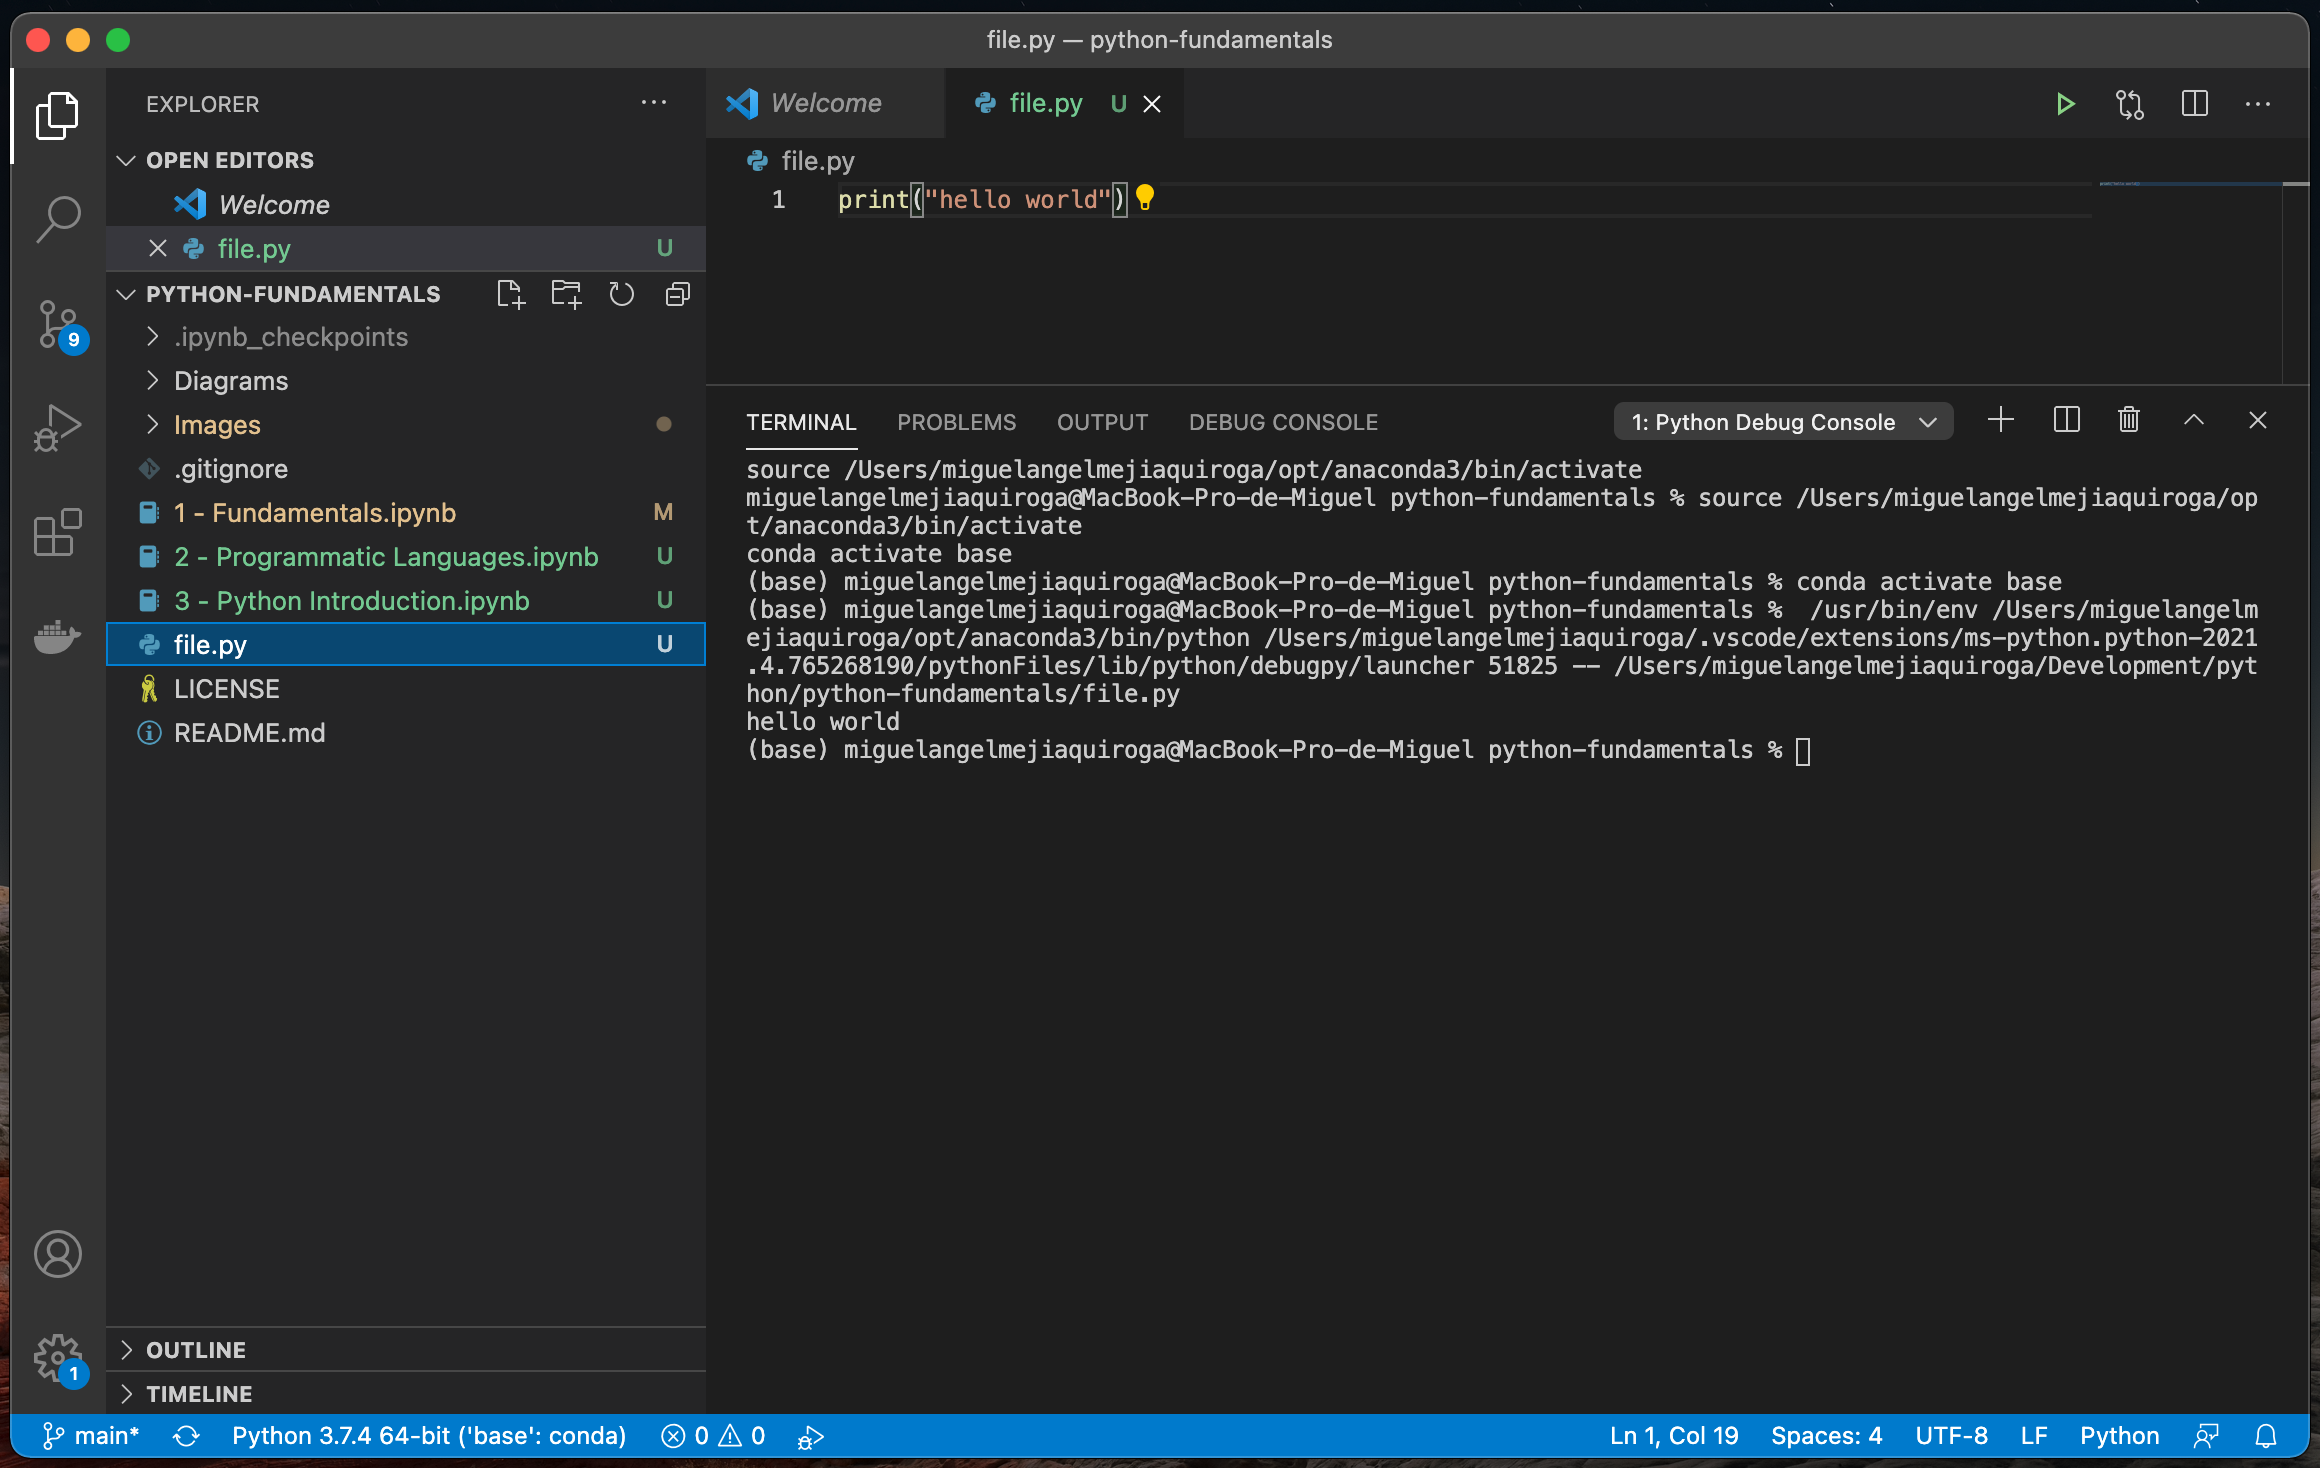 file.py — python-fundamentals
EXPLORER
OPEN EDITORS
Welcome
file.py U
PYTHON-FUNDAMENTALS
.ipynb_checkpoints
Diagrams
Images
.gitignore
1 - Fundamentals.ipynb M
2 - Programmatic Languages.ipynb U
3 - Python Introduction.ipynb U
file.py U
LICENSE
README.md
OUTLINE
TIMELINE
9
1
Welcome
file.py U
file.py
1 print("hello world")
TERMINAL PROBLEMS OUTPUT DEBUG CONSOLE 1: Python Debug Console
source /Users/miguelangelmejiaquiroga/opt/anaconda3/bin/activate
miguelangelmejiaquiroga@MacBook-Pro-de-Miguel python-fundamentals % source /Users/miguelangelmejiaquiroga/op
t/anaconda3/bin/activate
conda activate base
(base) miguelangelmejiaquiroga@MacBook-Pro-de-Miguel python-fundamentals % conda activate base
(base) miguelangelmejiaquiroga@MacBook-Pro-de-Miguel python-fundamentals %  /usr/bin/env /Users/miguelangelm
ejiaquiroga/opt/anaconda3/bin/python /Users/miguelangelmejiaquiroga/.vscode/extensions/ms-python.python-2021
.4.765268190/pythonFiles/lib/python/debugpy/launcher 51825 -- /Users/miguelangelmejiaquiroga/Development/pyt
hon/python-fundamentals/file.py
hello world
(base) miguelangelmejiaquiroga@MacBook-Pro-de-Miguel python-fundamentals %
main* Python 3.7.4 64-bit ('base': conda) 0 0 Ln 1, Col 19 Spaces: 4 UTF-8 LF Python